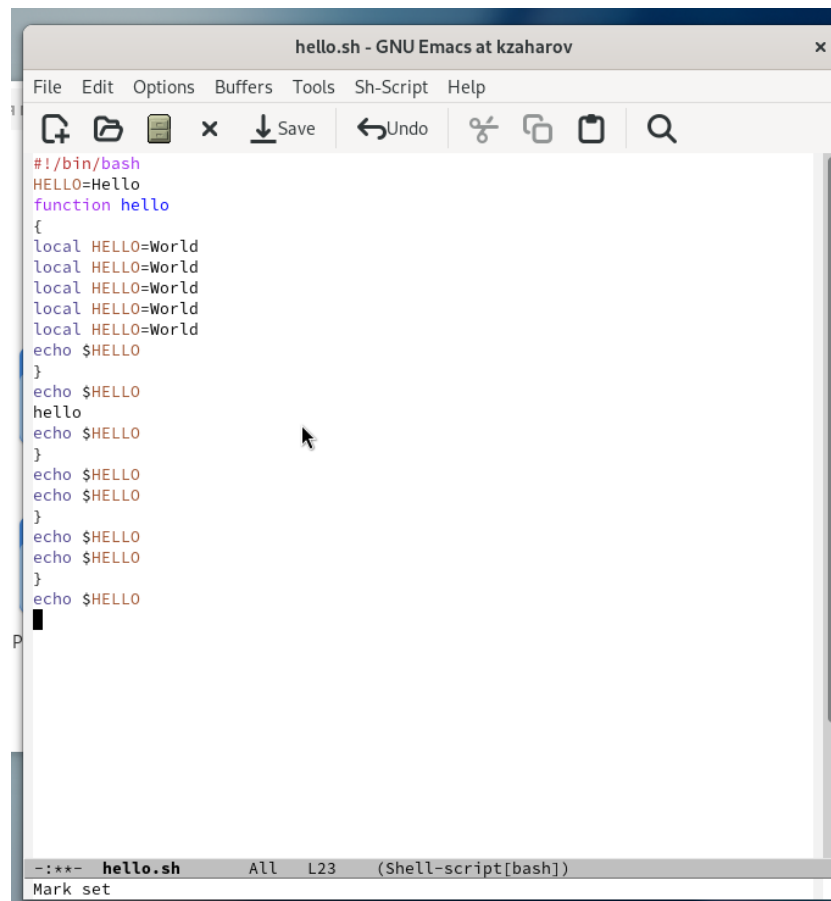 hello.sh - GNU Emacs at kzaharov ×
File Edit Options Buffers Tools Sh-Script Help
Save Undo
#!/bin/bash
HELLO=Hello
function hello
{
local HELLO=World
local HELLO=World
local HELLO=World
local HELLO=World
local HELLO=World
echo $HELLO
}
echo $HELLO
hello
echo $HELLO
}
echo $HELLO
echo $HELLO
}
echo $HELLO
echo $HELLO
}
echo $HELLO
P
-:**- hello.sh All L23 (Shell-script[bash])
Mark set